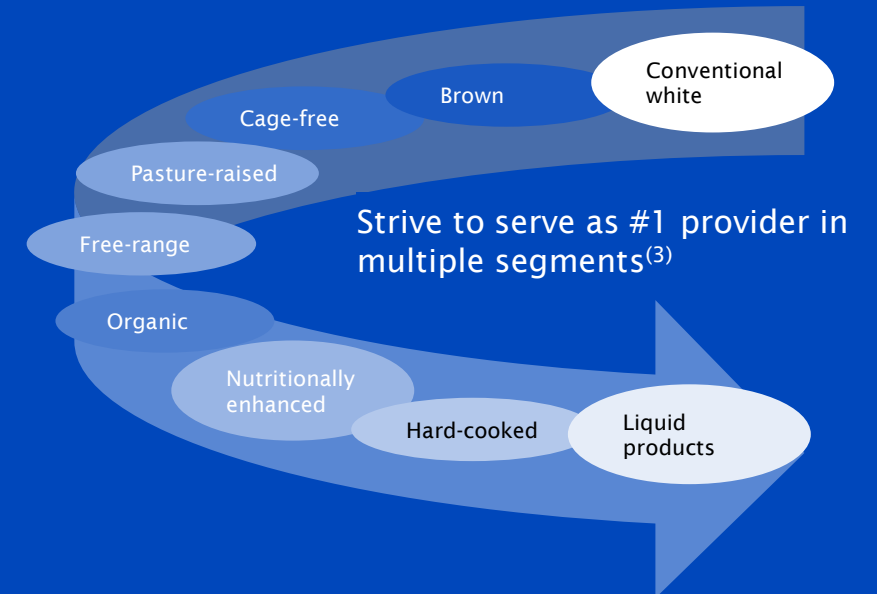 Conventional
white
Brown
Cage-free
Pasture-raised
Strive to serve as #1 provider in
multiple segments(3)
Free-range
Organic
Nutritionally
enhanced
Hard-cooked
Liquid
products